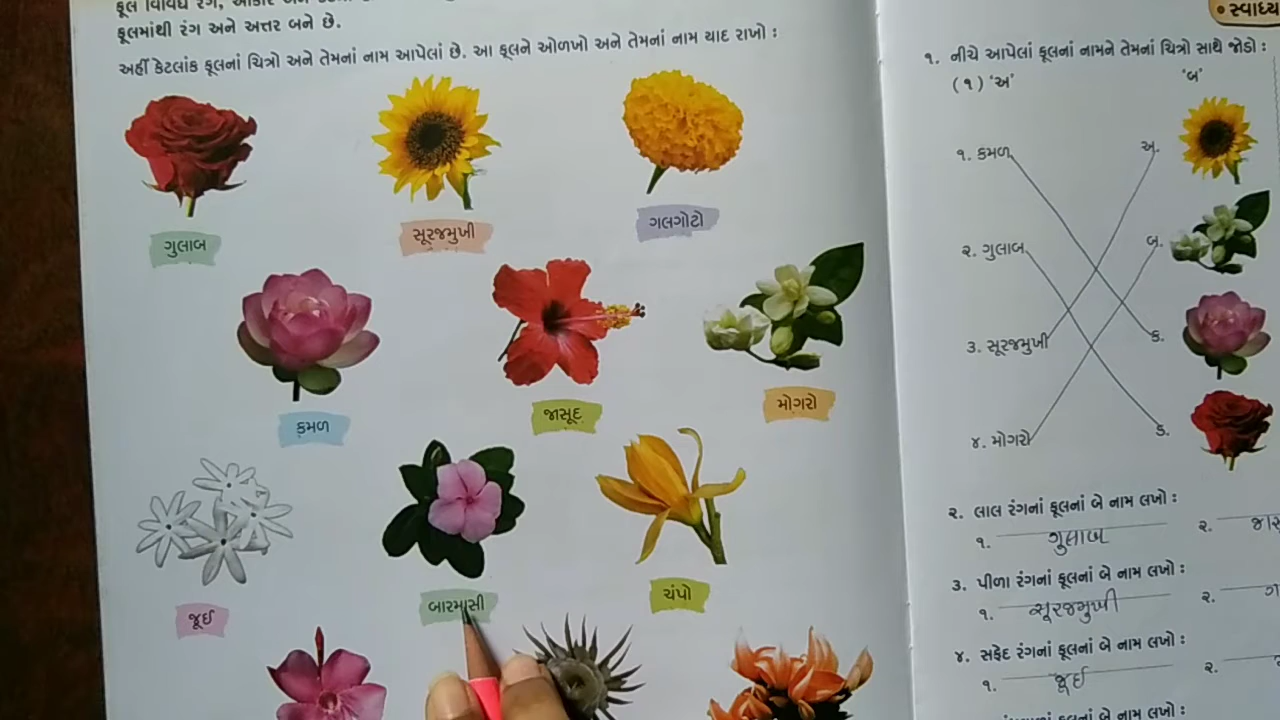 ફૂલ વિવિધ રંગ, આકાર અને
ફૂલમાંથી રંગ અને અત્તર બને છે.
અહીં કેટલાંક ફૂલનાં ચિત્રો અને તેમનાં નામ આપેલાં છે. આ ફૂલને ઓળખો અને તેમનાં નામ યાદ રાખો :
ગુલાબ
સૂરજમુખી
ગલગોટો
કમળ
જાસૂદ
મોગરો
જૂઈ
બારમાસી
ચંપો
• સ્વાધ્ય
૧. નીચે આપેલાં ફૂલનાં નામને તેમનાં ચિત્રો સાથે જોડો :
(૧) ‘અ’ ‘બ’
૧. કમળ અ.
૨. ગુલાબ બ.
૩. સૂરજમુખી ક.
૪. મોગરો ડ.
૨. લાલ રંગનાં ફૂલનાં બે નામ લખો :
૧. ગુલાબ ૨.
૩. પીળા રંગનાં ફૂલનાં બે નામ લખો :
૧. સૂરજમુખી ૨. ગ
૪. સફેદ રંગનાં ફૂલનાં બે નામ લખો :
૧. જૂઈ ૨.